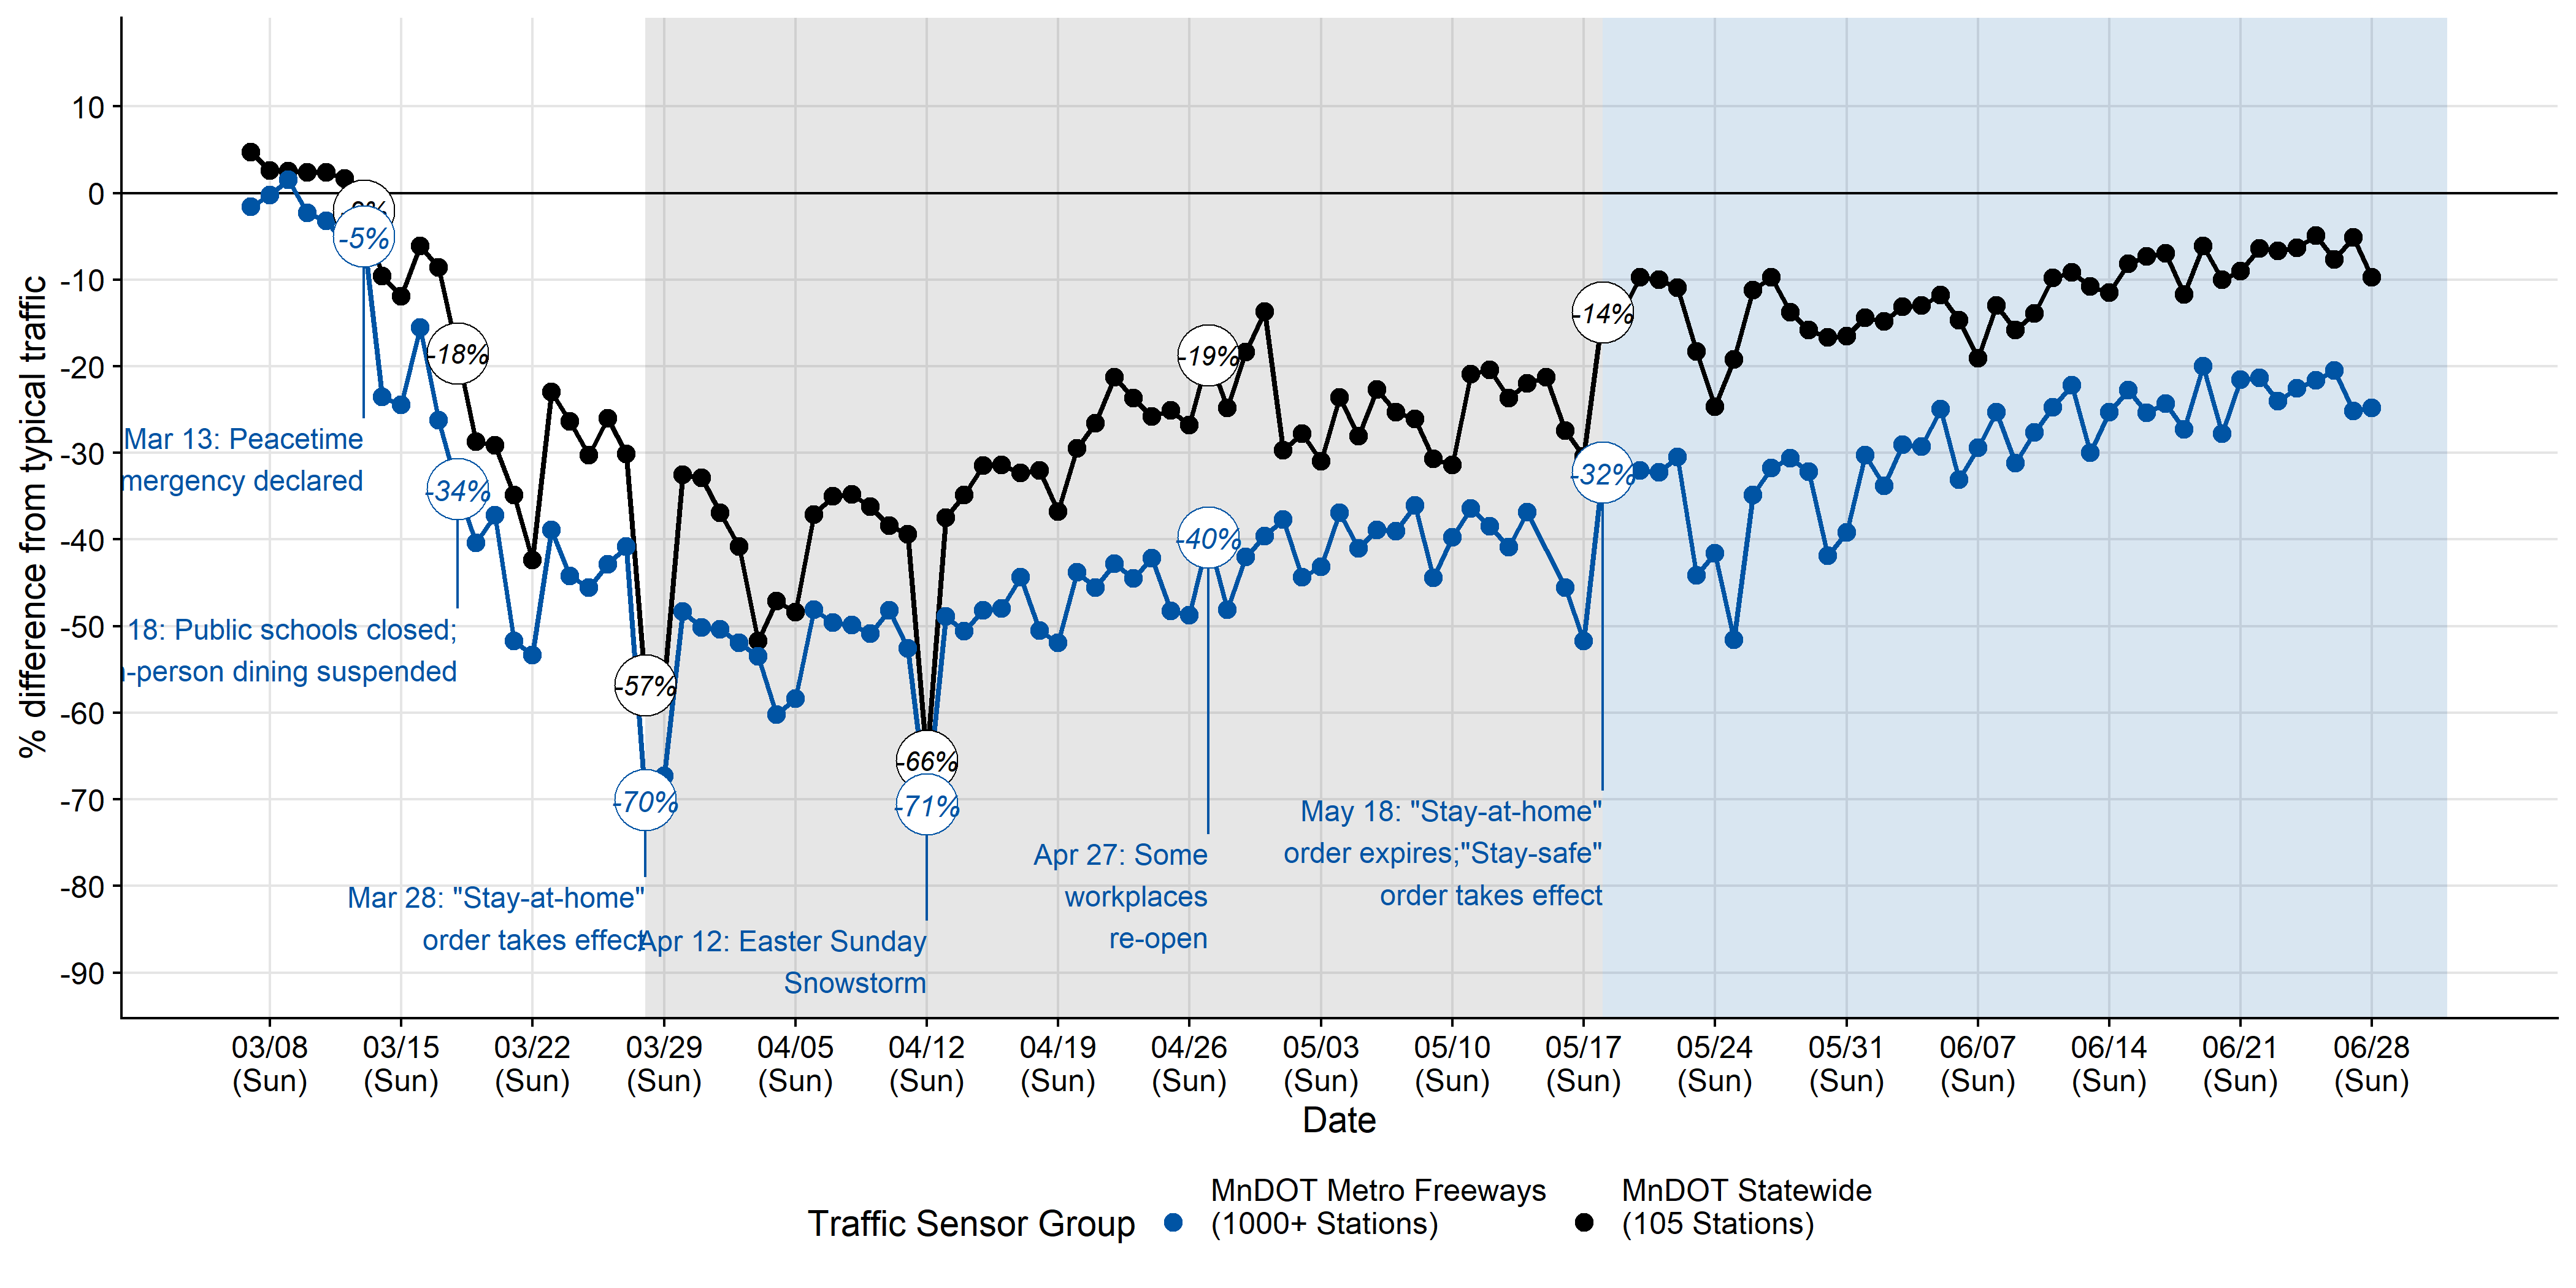 % difference from typical traffic
10
0
-10
-20
-30
-40
-50
-60
-70
-80
-90
-5%
-18%
-34%
-57%
-70%
-66%
-71%
-19%
-40%
-14%
-32%
Mar 13: Peacetime
mergency declared
18: Public schools closed;
-person dining suspended
Mar 28: "Stay-at-home"
order takes effect
Apr 12: Easter Sunday
Snowstorm
Apr 27: Some
workplaces
re-open
May 18: "Stay-at-home"
order expires;"Stay-safe"
order takes effect
03/08 03/15 03/22 03/29 04/05 04/12 04/19 04/26 05/03 05/10 05/17 05/24 05/31 06/07 06/14 06/21 06/28
(Sun) (Sun) (Sun) (Sun) (Sun) (Sun) (Sun) (Sun) (Sun) (Sun) (Sun) (Sun) (Sun) (Sun) (Sun) (Sun) (Sun)
Date
Traffic Sensor Group
MnDOT Metro Freeways
(1000+ Stations)
MnDOT Statewide
(105 Stations)